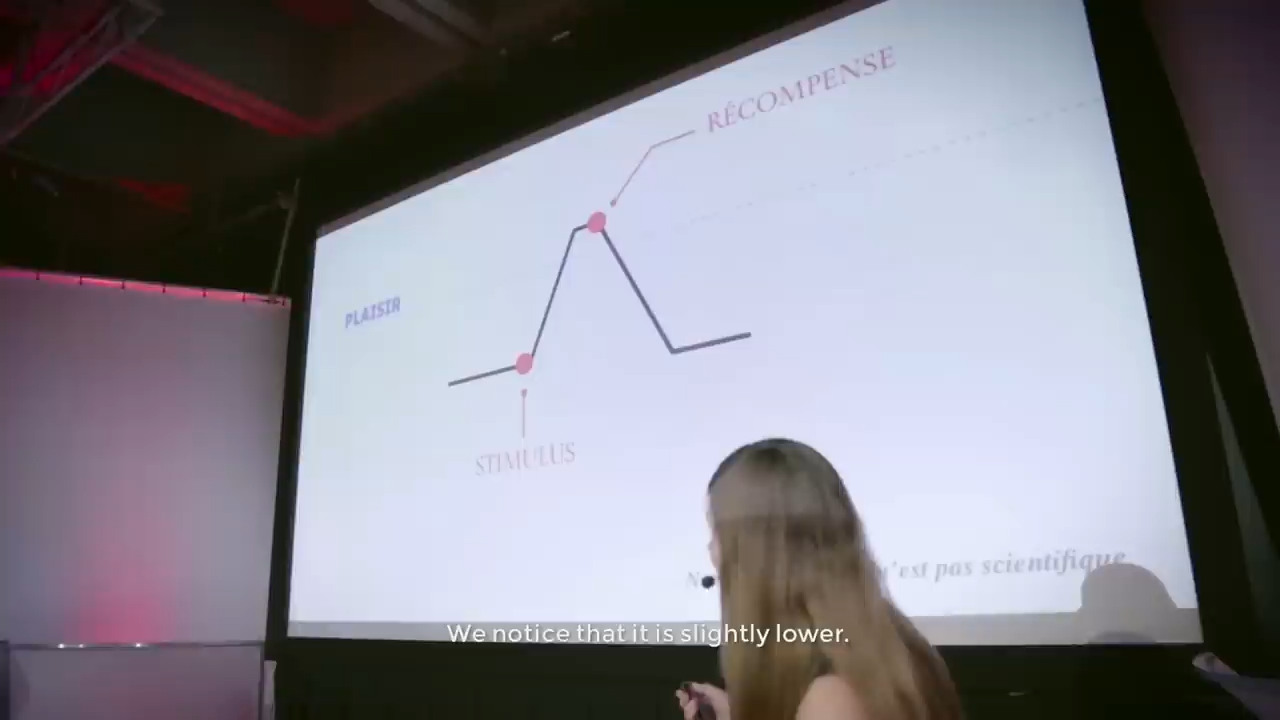 RÉCOMPENSE
PLAISIR
STIMULUS
'est pas scientifique
We notice that it is slightly lower.